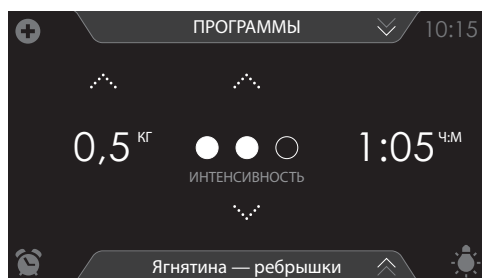 ПРОГРАММЫ
10:15
0,5 КГ
1:05 Ч:М
ИНТЕНСИВНОСТЬ
Ягнятина — ребрышки